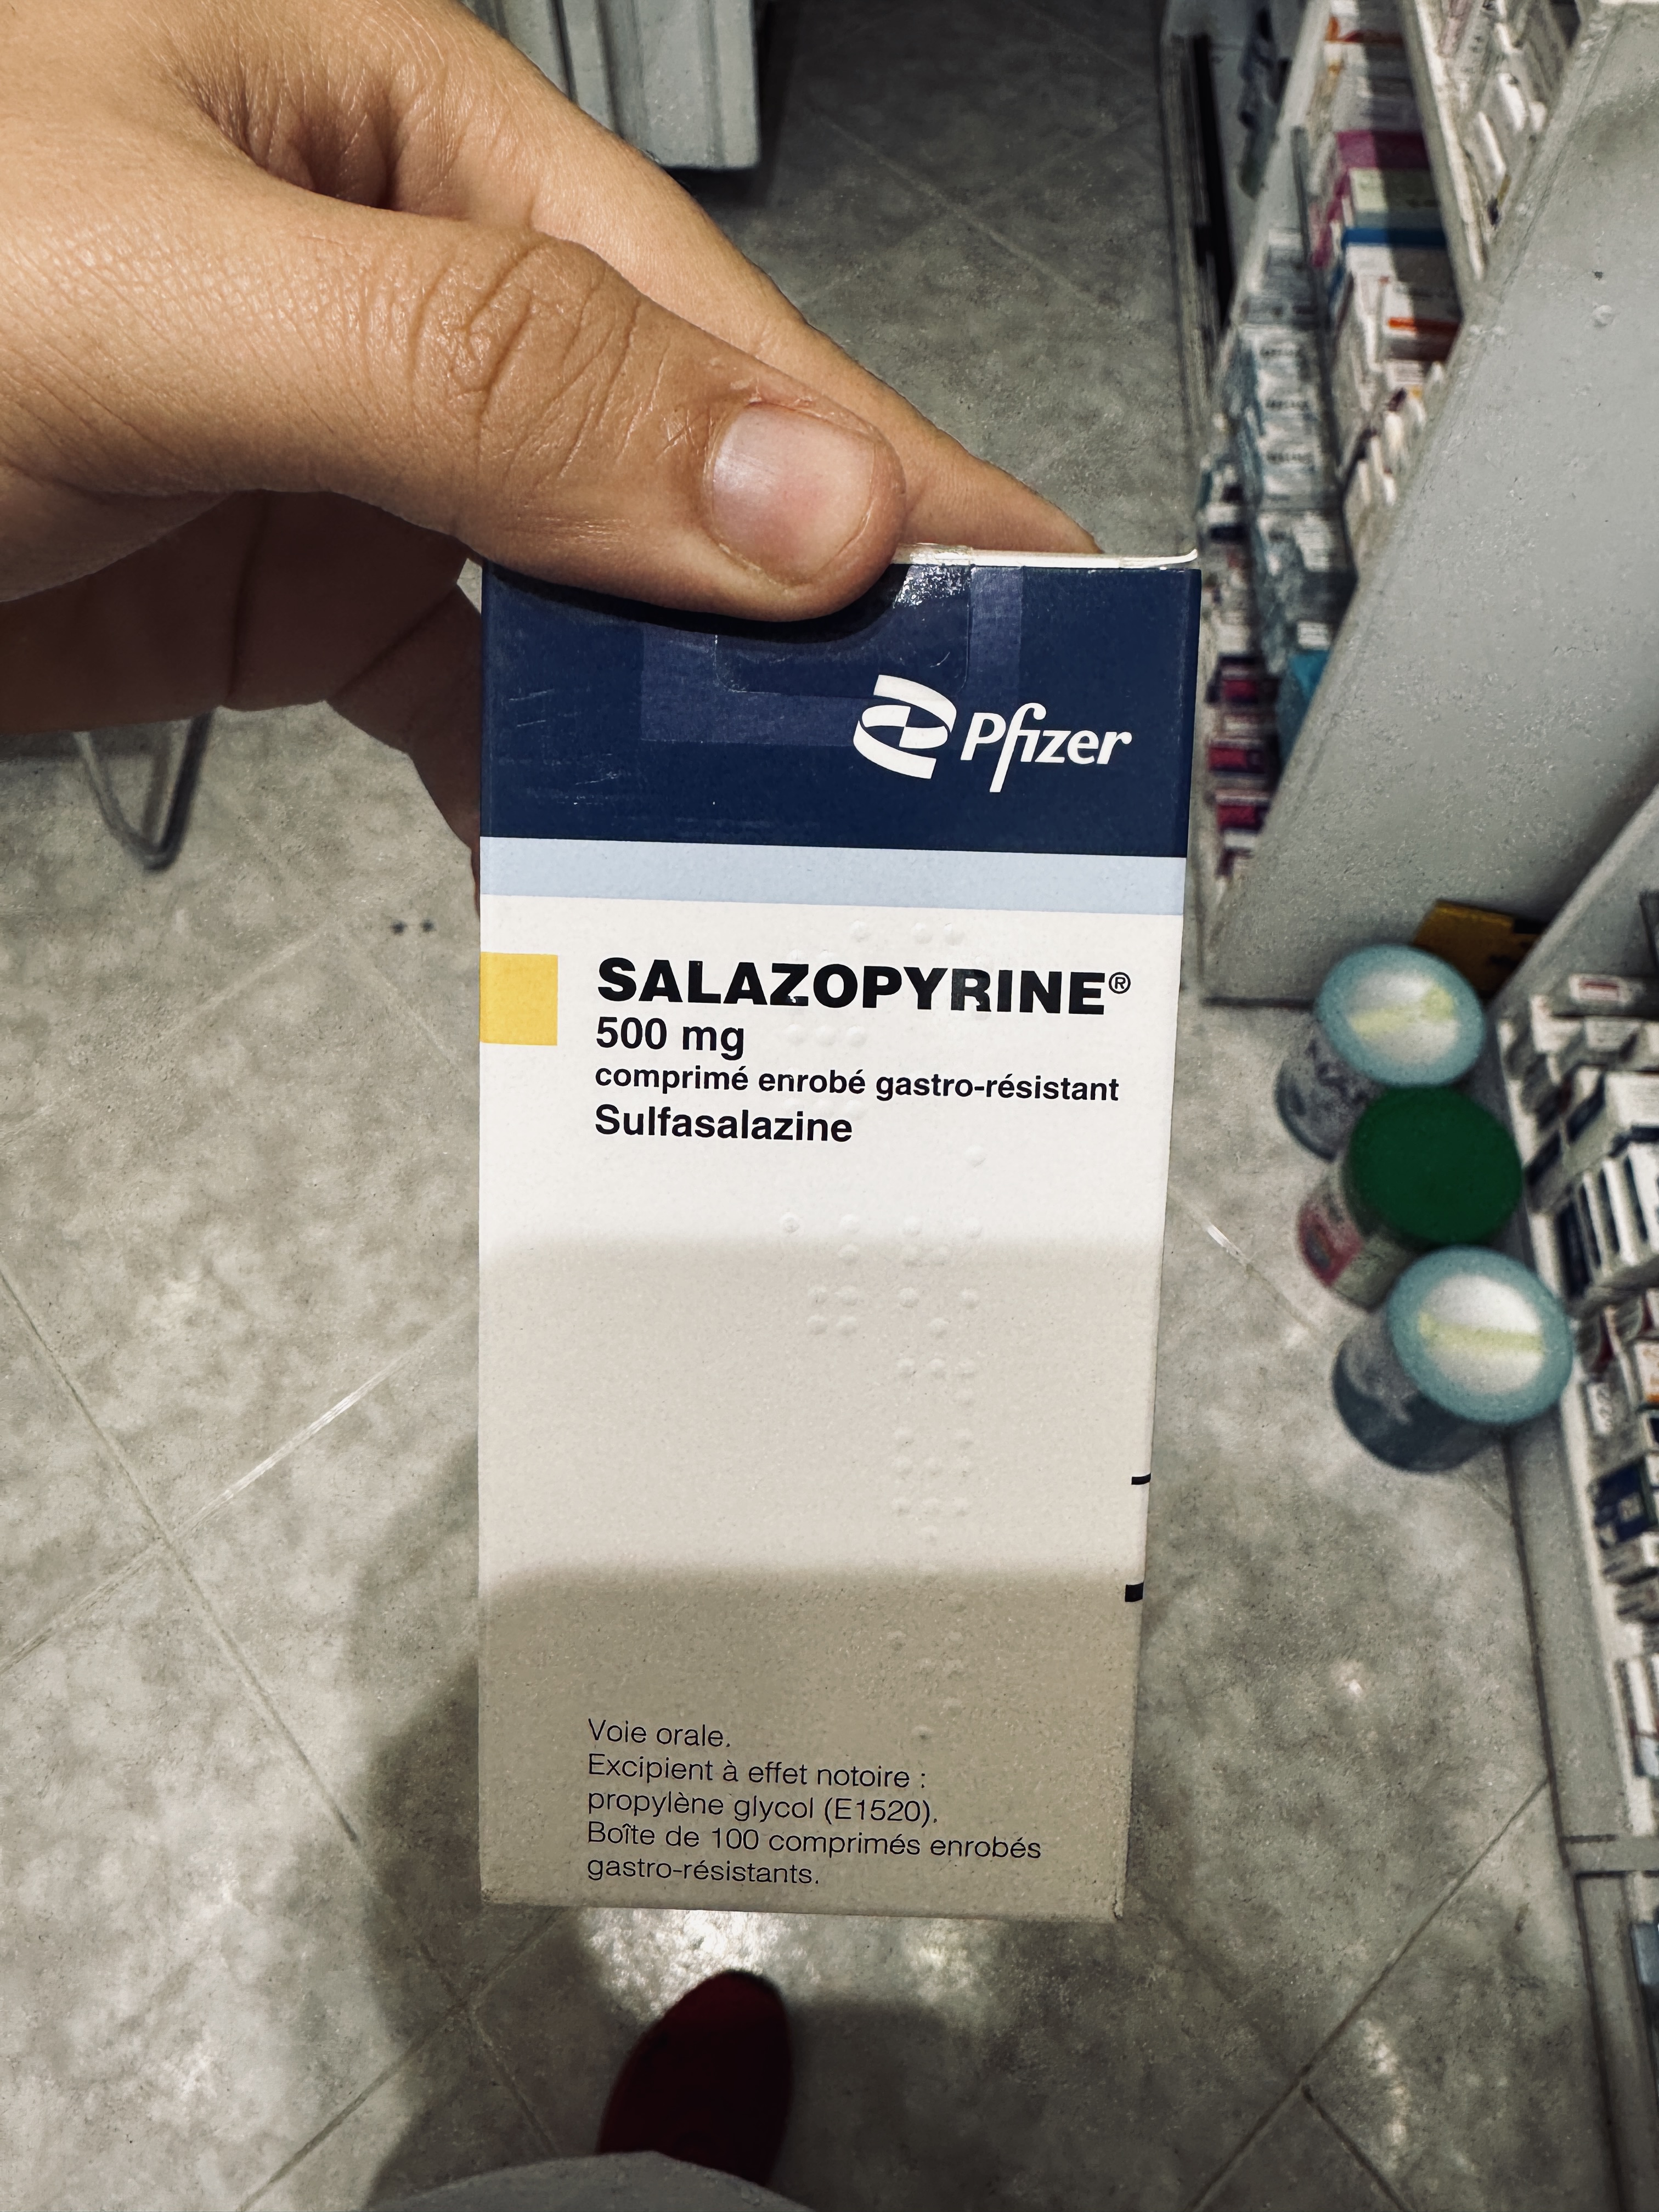 Pfizer
SALAZOPYRINE®
500 mg
comprimé enrobé gastro-résistant
Sulfasalazine
Voie orale.
Excipient à effet notoire :
propylène glycol (E1520).
Boîte de 100 comprimés enrobés
gastro-résistants.